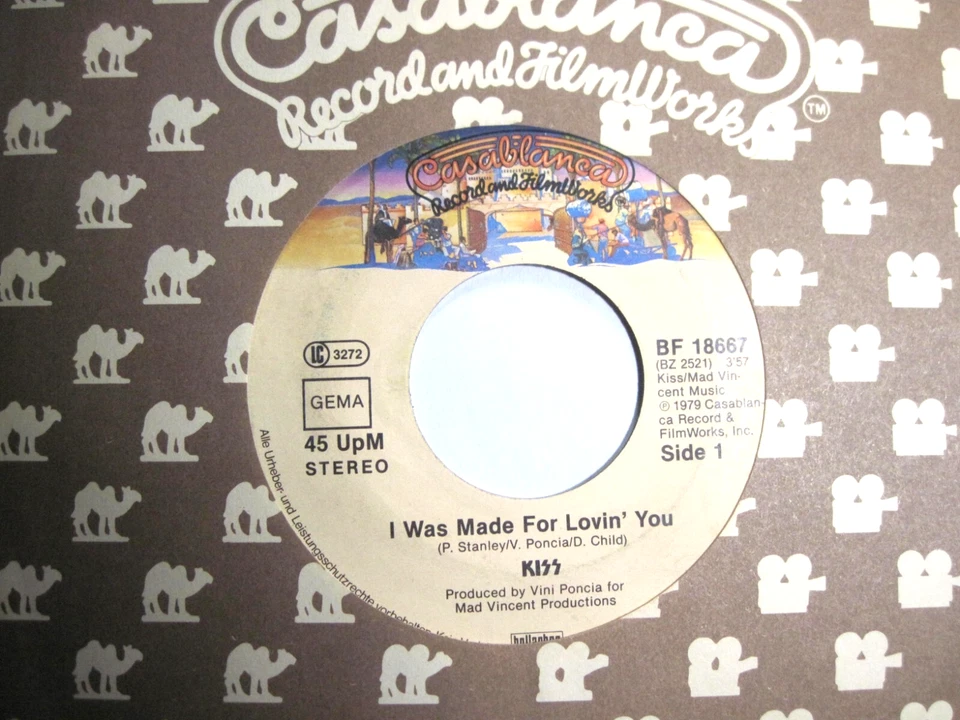 Casablanca
Record and FilmWorks TM
Casablanca
Record and FilmWorks
LC 3272
GEMA
45 UpM
STEREO
BF 18667
(BZ 2521) 3'57
Kiss/Mad Vin-
cent Music
℗ 1979 Casablan-
ca Record &
FilmWorks, Inc.
Side 1
I Was Made For Lovin' You
(P. Stanley/V. Poncia/D. Child)
KISS
Produced by Vini Poncia for
Mad Vincent Productions
Alle Urheber- und Leistungsschutzrechte vorbehalten.
bellaphon